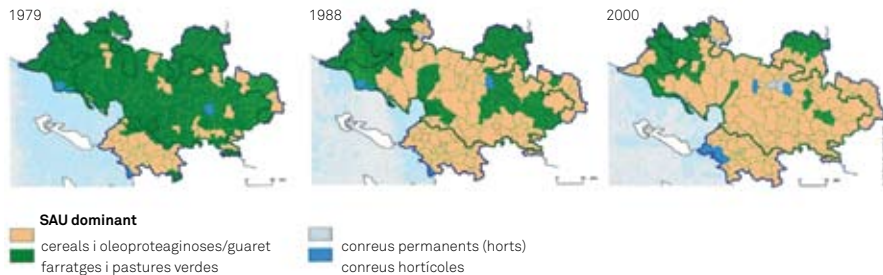 1979
1988
2000
SAU dominant
cereals i oleoproteaginoses/guaret
farratges i pastures verdes
conreus permanents (horts)
conreus hortícoles